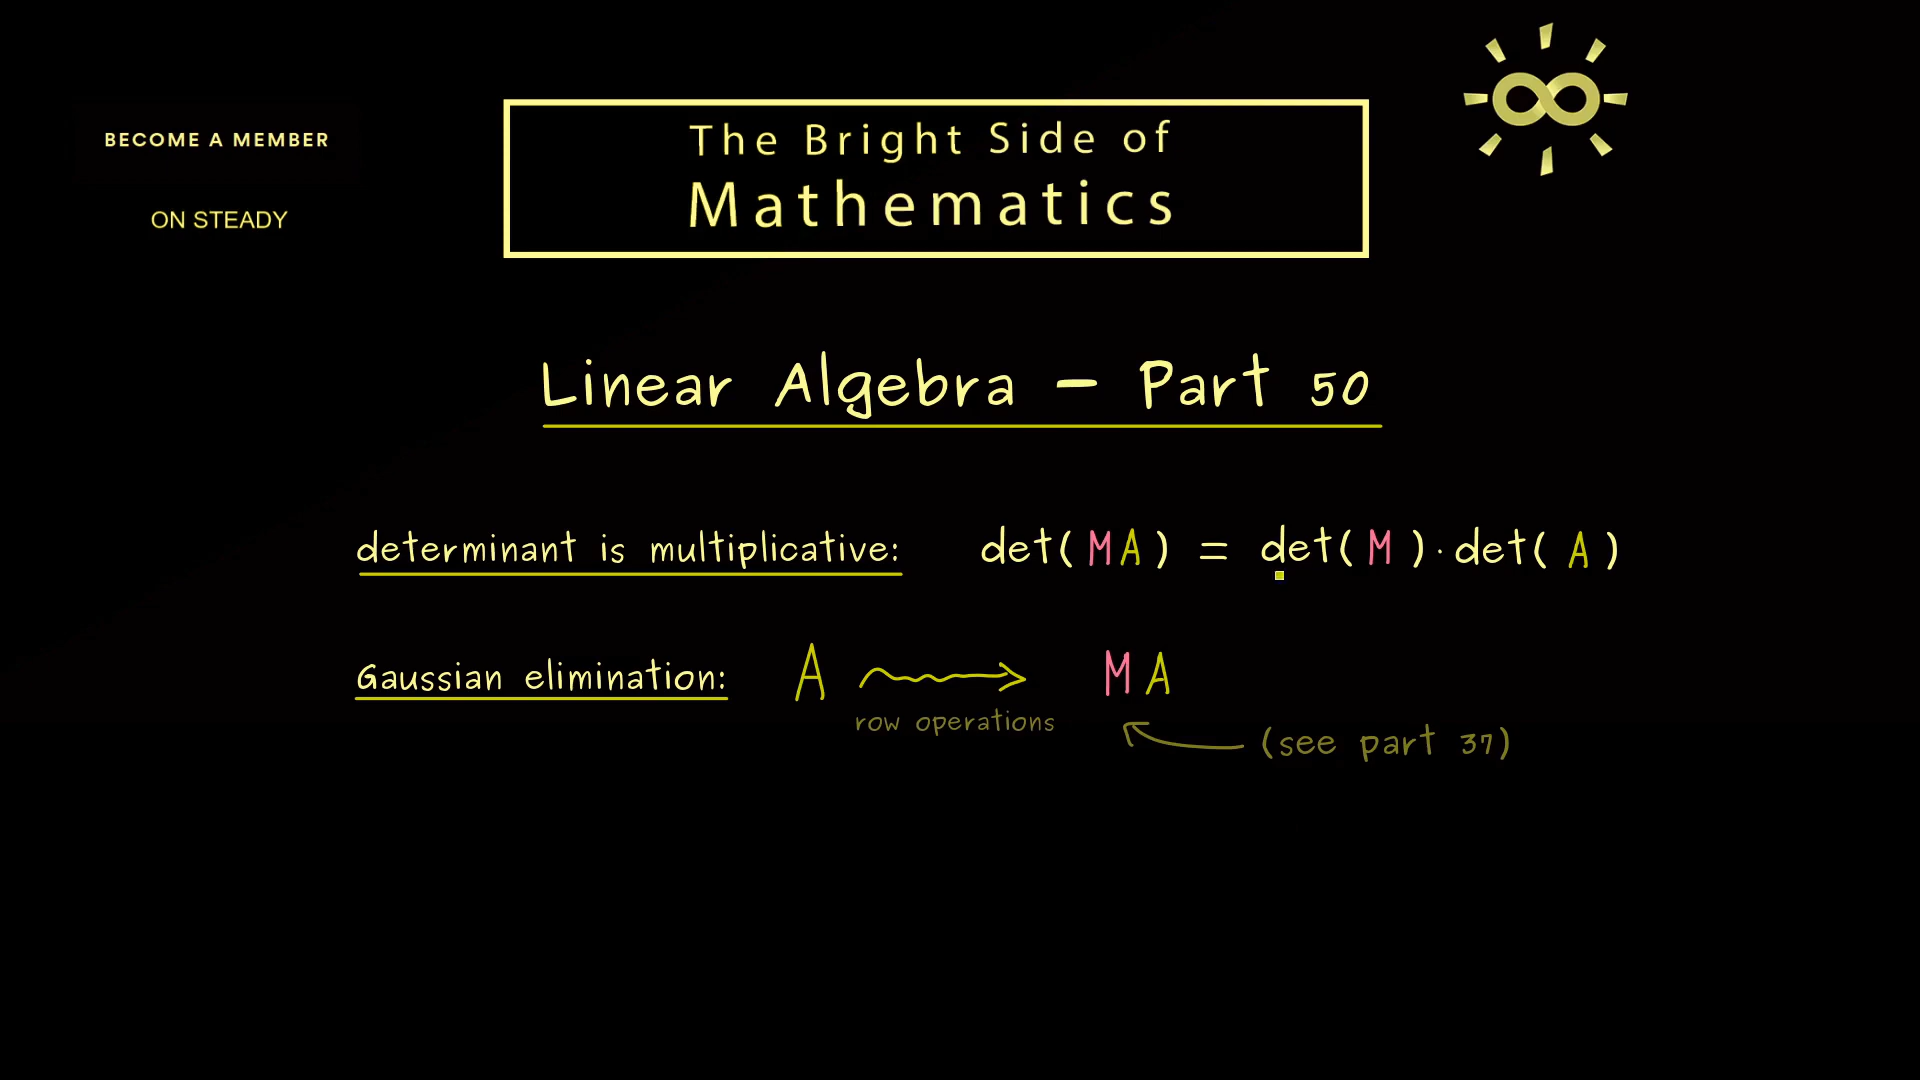 BECOME A MEMBER
ON STEADY
The Bright Side of
Mathematics
Linear Algebra – Part 50
determinant is multiplicative: det(MA) = det(M)·det(A)
Gaussian elimination: A MA
row operations
(see part 37)